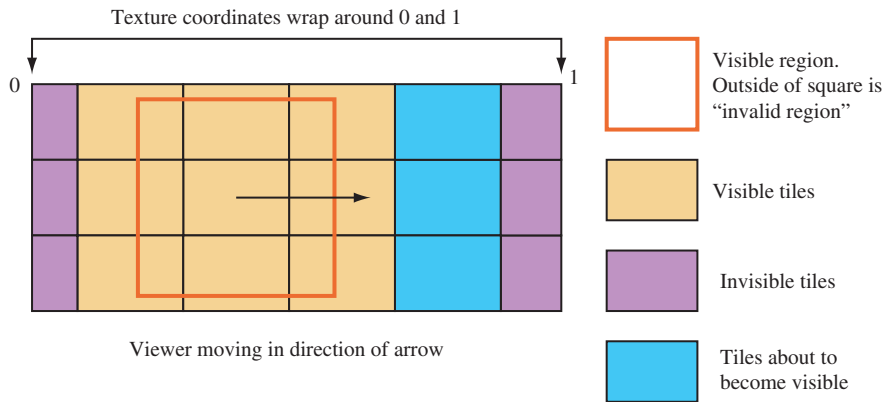 Texture coordinates wrap around 0 and 1
0
1
Viewer moving in direction of arrow
Visible region.
Outside of square is
“invalid region”
Visible tiles
Invisible tiles
Tiles about to
become visible